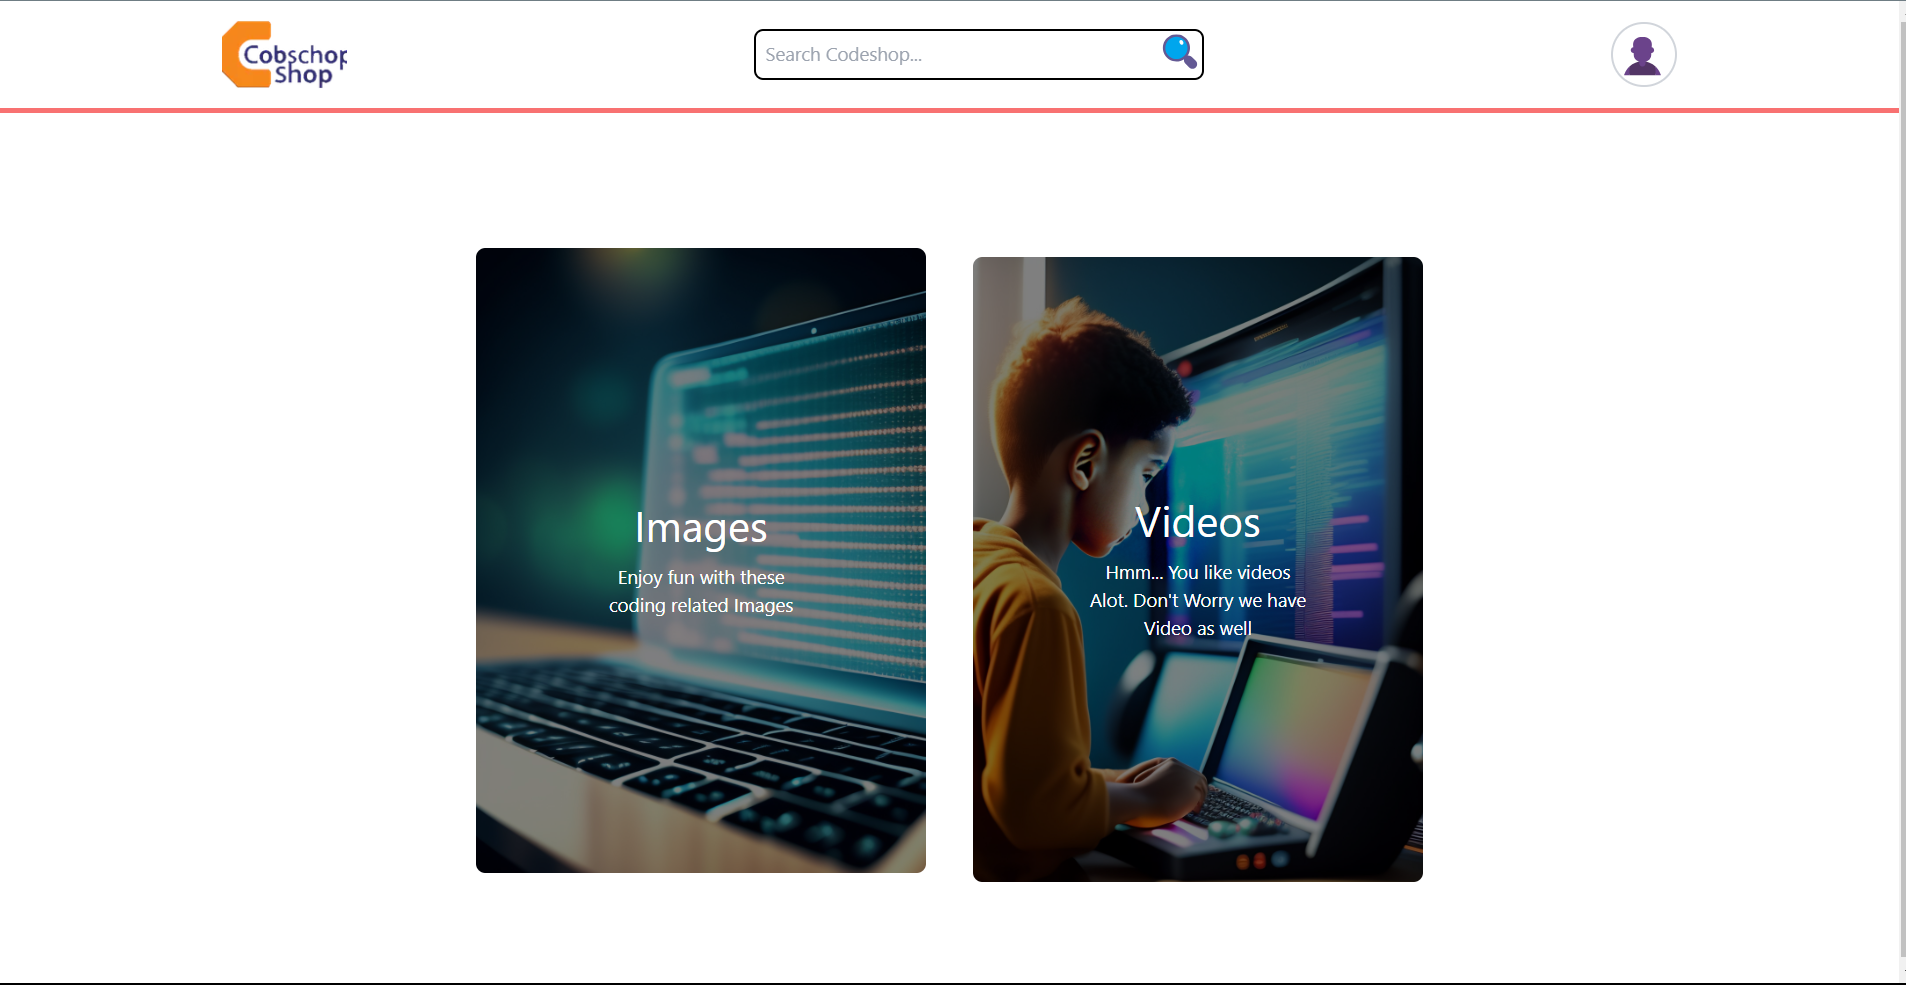 Cobschop
Shop
Search Codeshop...
Images
Enjoy fun with these
coding related Images
Videos
Hmm... You like videos
Alot. Don't Worry we have
Video as well